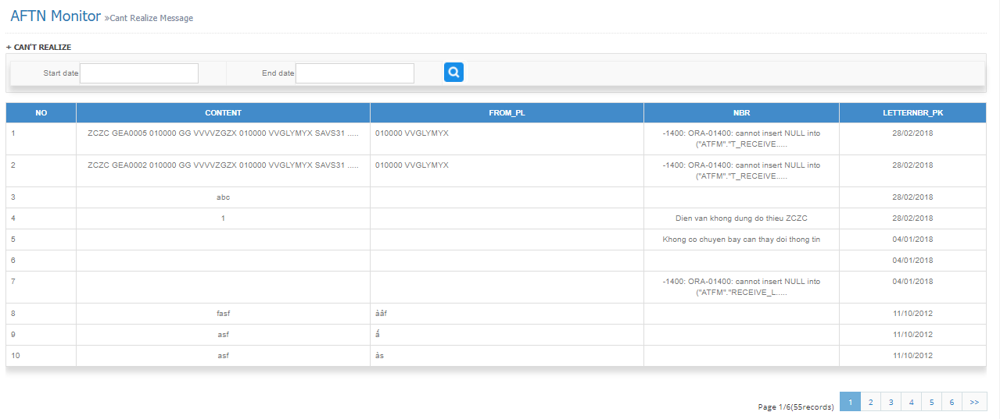 AFTN Monitor »Cant Realize Message
+ CAN'T REALIZE
Start date End date
NO CONTENT FROM_PL NBR LETTERNBR_PK
1 ZCZC GEA0005 010000 GG VVVVZGZX 010000 VVGLYMYX SAVS31 ..... 010000 VVGLYMYX -1400: ORA-01400: cannot insert NULL into 28/02/2018
("ATFM"."T_RECEIVE.....
2 ZCZC GEA0002 010000 GG VVVVZGZX 010000 VVGLYMYX SAVS31 ..... 010000 VVGLYMYX -1400: ORA-01400: cannot insert NULL into 28/02/2018
("ATFM"."T_RECEIVE.....
3 abc 28/02/2018
4 1 Dien van khong dung do thieu ZCZC 28/02/2018
5 Khong co chuyen bay can thay doi thong tin 04/01/2018
6 04/01/2018
7 -1400: ORA-01400: cannot insert NULL into 04/01/2018
("ATFM"."RECEIVE_L.....
8 fasf àâf 11/10/2012
9 asf ấ 11/10/2012
10 asf às 11/10/2012
Page 1/6(55records) 1 2 3 4 5 6 >>